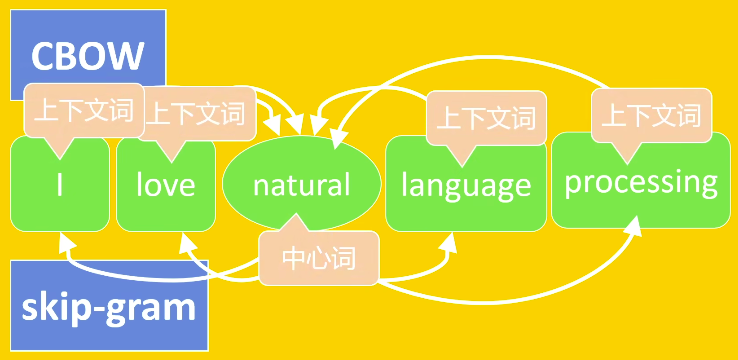 CBOW
上下文词
上下文词
上下文词
上下文词
I
love
natural
language
processing
中心词
skip-gram